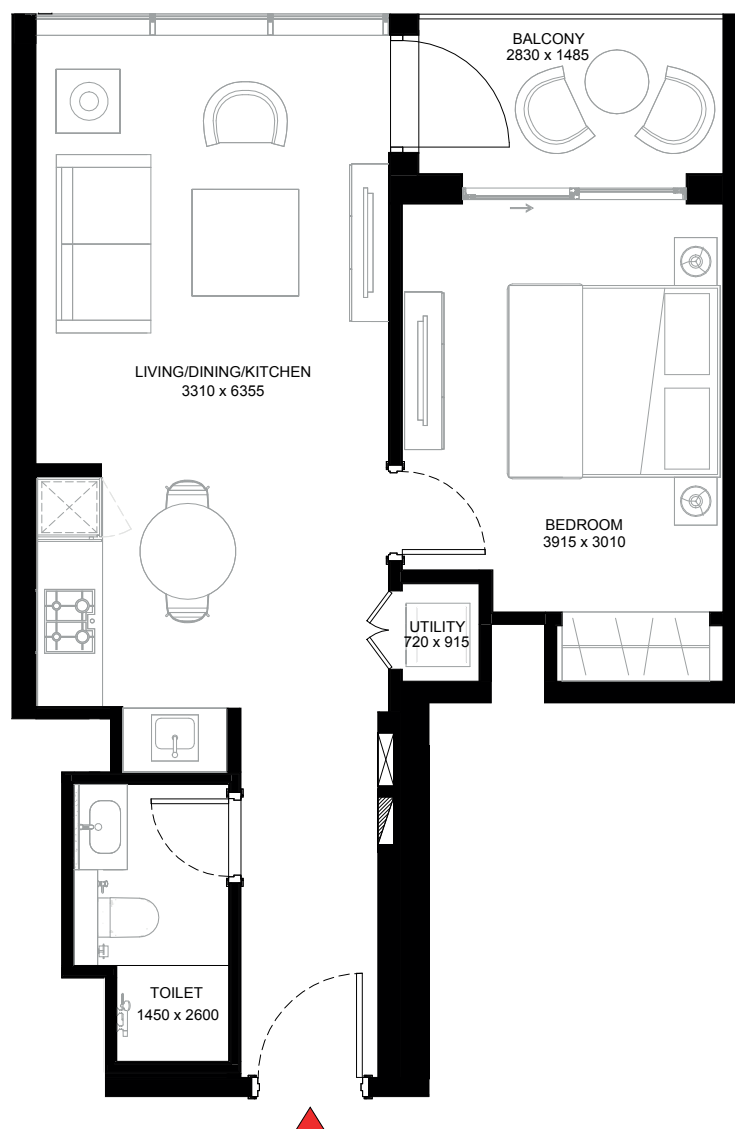 BALCONY
2830 x 1485
LIVING/DINING/KITCHEN
3310 x 6355
BEDROOM
3915 x 3010
UTILITY
720 x 915
TOILET
1450 x 2600